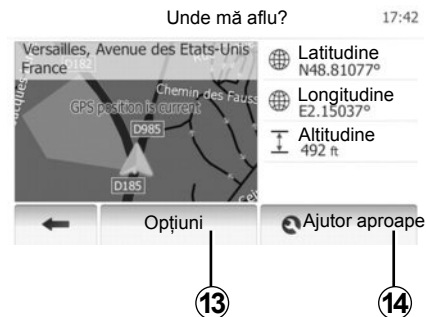 Unde mă aflu?
17:42
Versailles, Avenue des Etats-Unis
France
D182
Chemin des Fauss
GPS position is current
D985
D185
Latitudine
N48.81077°
Longitudine
E2.15037°
Altitudine
492 ft
Opțiuni
Ajutor aproape
13
14